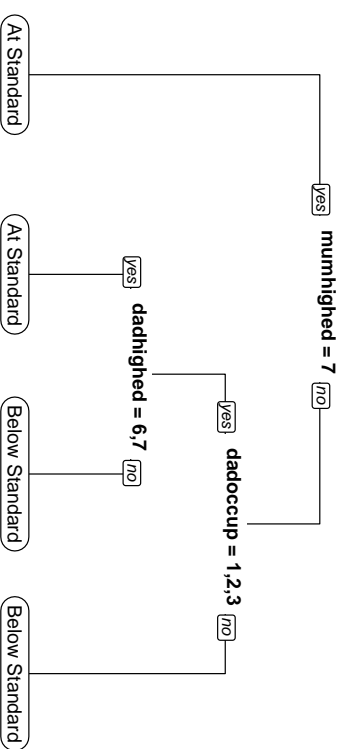 yes mumhighed = 7 no
yes dadoccup = 1,2,3 no
yes dadhighed = 6,7 no
At Standard
At Standard
Below Standard
Below Standard